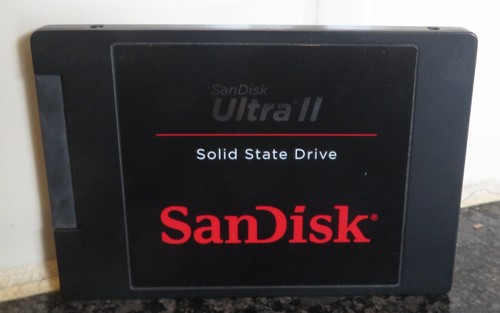 SanDisk
Ultra II
Solid State Drive
SanDisk®